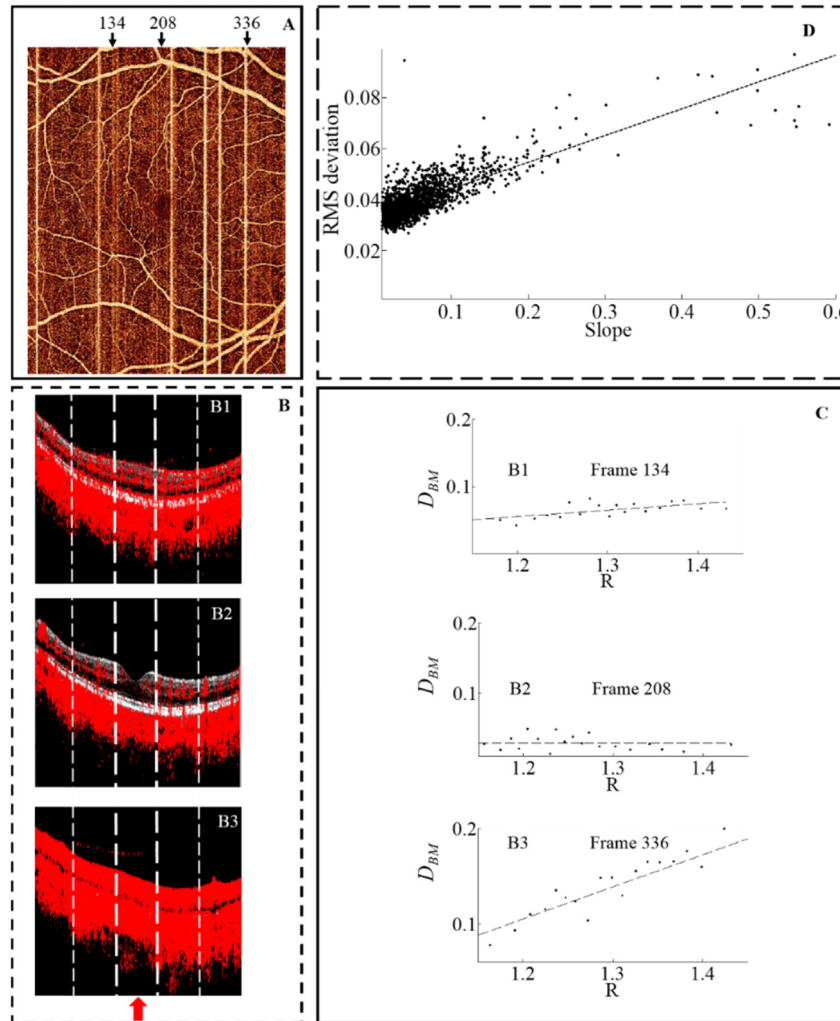 134 208 336 A
B
B1
B2
B3
C
0.2
B1 Frame 134
D_BM
0.1
1.2 1.3 1.4
R
0.2
B2 Frame 208
D_BM
0.1
1.2 1.3 1.4
R
0.2
B3 Frame 336
D_BM
0.1
1.2 1.3 1.4
R
D
RMS deviation
0.08
0.06
0.04
0.02
0.1 0.2 0.3 0.4 0.5
Slope